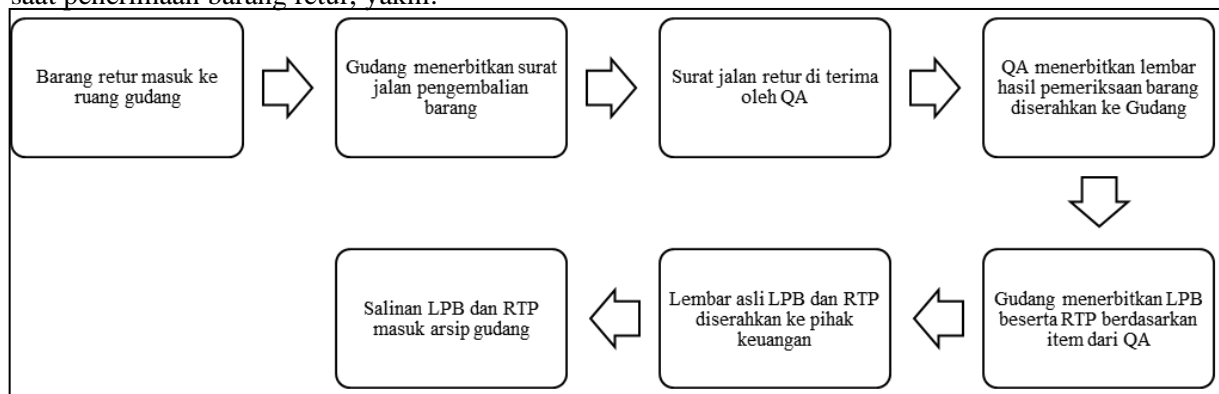 saat penerimaan barang retur, yakni:
Barang retur masuk ke
ruang gudang
Gudang menerbitkan surat
jalan pengembalian
barang
Surat jalan retur di terima
oleh QA
QA menerbitkan lembar
hasil pemeriksaan barang
diserahkan ke Gudang
Gudang menerbitkan LPB
beserta RTP berdasarkan
item dari QA
Lembar asli LPB dan RTP
diserahkan ke pihak
keuangan
Salinan LPB dan RTP
masuk arsip gudang